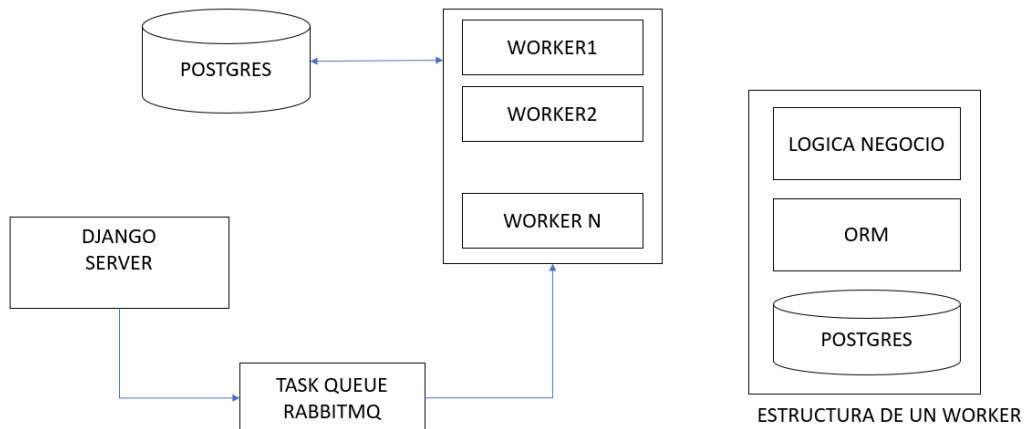 POSTGRES
WORKER1
WORKER2
WORKER N
DJANGO
SERVER
TASK QUEUE
RABBITMQ
LOGICA NEGOCIO
ORM
POSTGRES
ESTRUCTURA DE UN WORKER